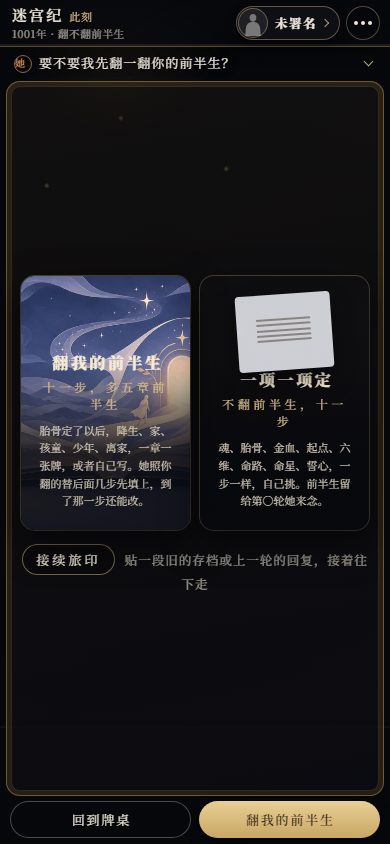 迷宫纪 此刻
1001年 · 翻不翻前半生
未署名
她 要不要我先翻一翻你的前半生？
翻我的前半生
十一步，多五章前
半生
胎骨定了以后，降生、家、
孩童、少年、离家，一章一
张牌，或者自己写。她照你
翻的替后面几步先填上，到
了那一步还能改。
一项一项定
不翻前半生，十一
步
魂、胎骨、金血、起点、六
维、命路、命星、誓心，一
步一样，自己挑。前半生留
给第〇轮她来念。
接续旅印 贴一段旧的存档或上一轮的回复，接着往
下走
回到牌桌
翻我的前半生